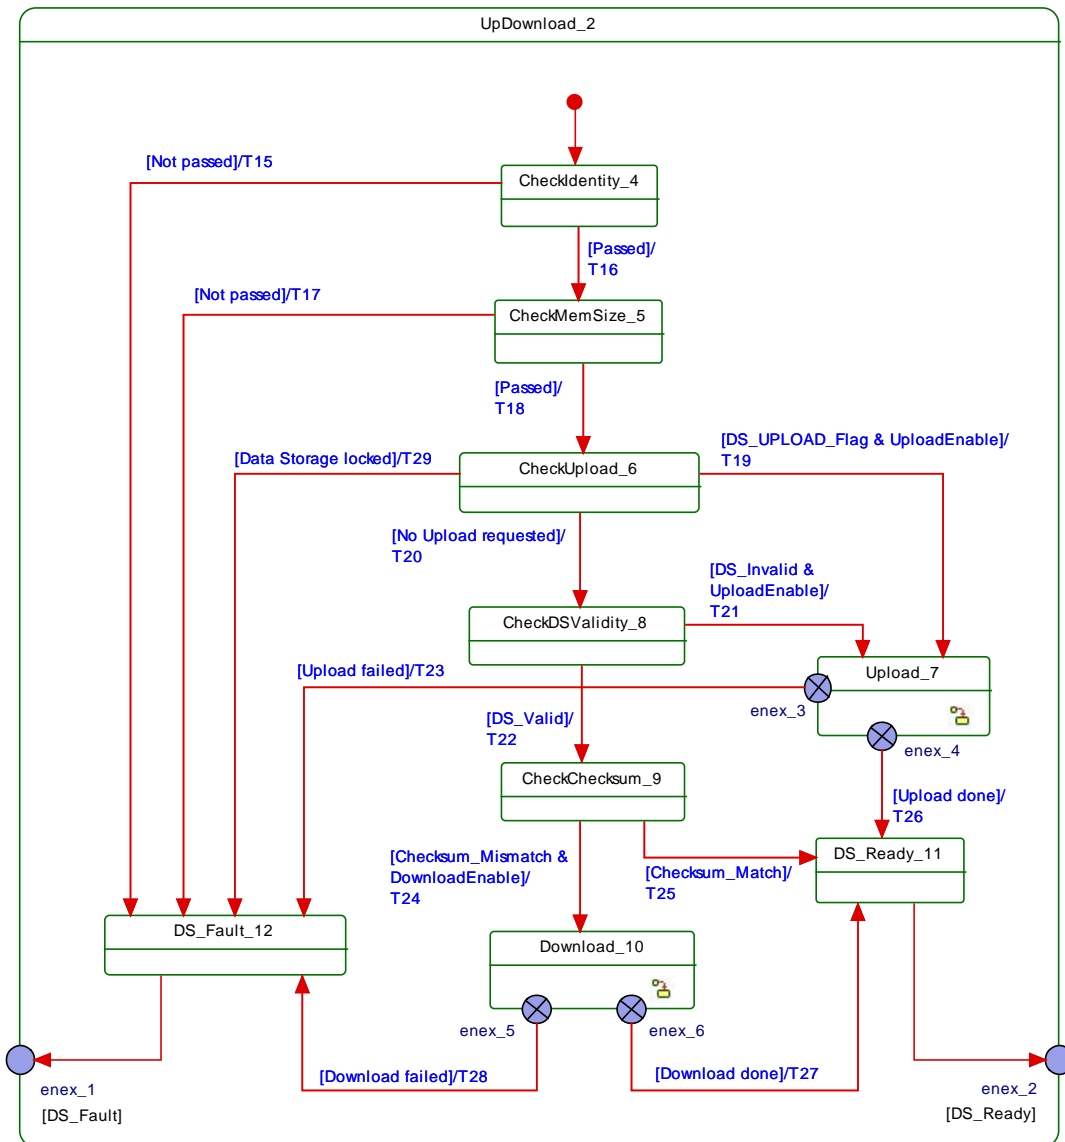 UpDownload_2
[Not passed]/T15
CheckIdentity_4
[Passed]/
T16
[Not passed]/T17
CheckMemSize_5
[Passed]/
T18
[DS_UPLOAD_Flag & UploadEnable]/
T19
[Data Storage locked]/T29
CheckUpload_6
[No Upload requested]/
T20
[DS_Invalid &
UploadEnable]/
T21
CheckDSValidity_8
[Upload failed]/T23
Upload_7
enex_3
[DS_Valid]/
T22
enex_4
CheckChecksum_9
[Upload done]/
T26
[Checksum_Mismatch &
DownloadEnable]/
T24
[Checksum_Match]/
T25
DS_Ready_11
DS_Fault_12
Download_10
enex_5
enex_6
[Download failed]/T28
[Download done]/T27
enex_1
[DS_Fault]
enex_2
[DS_Ready]